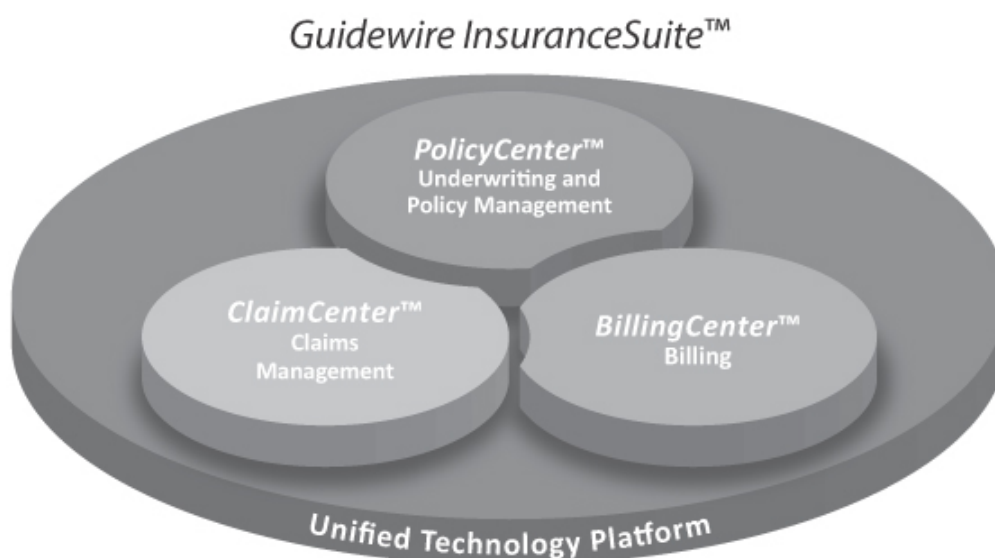 Guidewire InsuranceSuite™
PolicyCenter™
Underwriting and
Policy Management
ClaimCenter™
Claims
Management
BillingCenter™
Billing
Unified Technology Platform